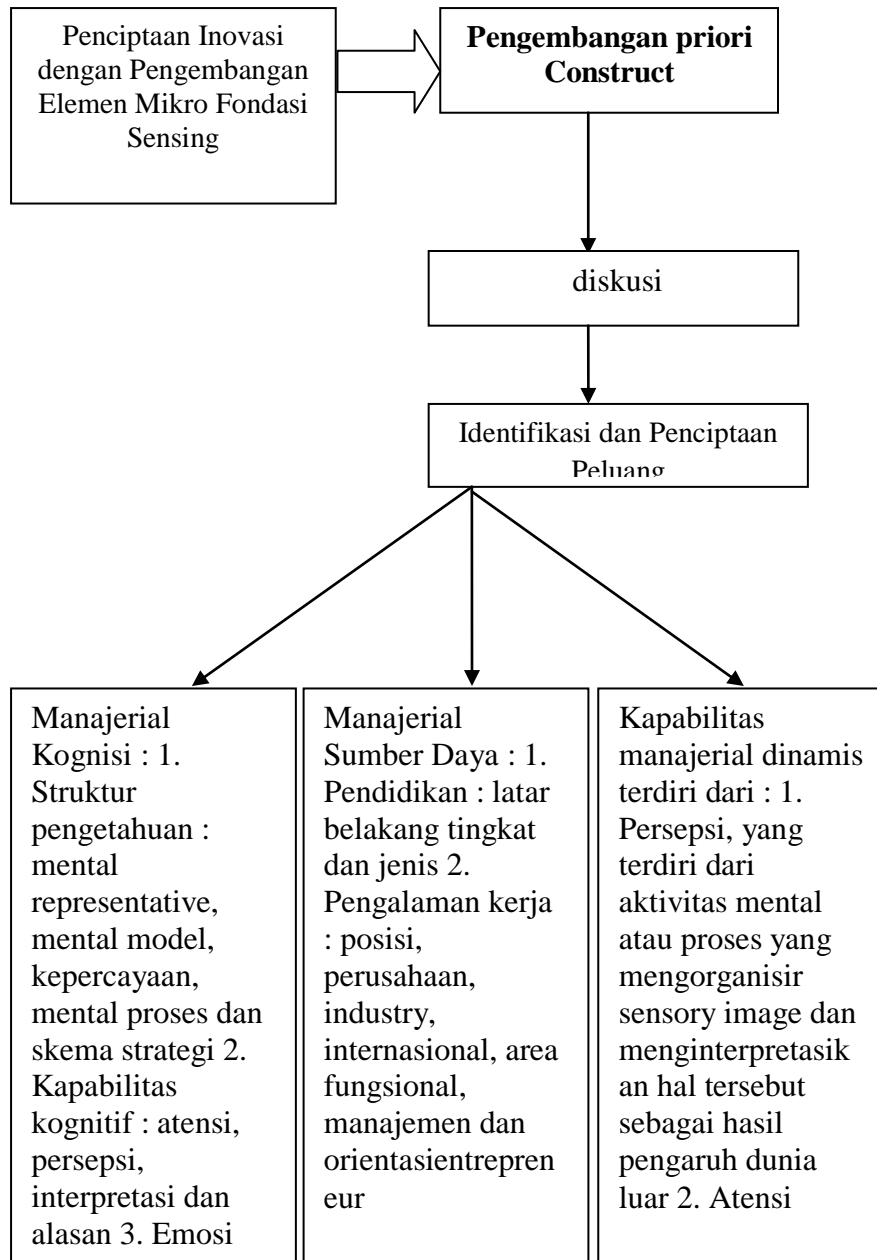 Penciptaan Inovasi
dengan Pengembangan
Elemen Mikro Fondasi
Sensing
Pengembangan priori
Construct
diskusi
Identifikasi dan Penciptaan
Peluang
Manajerial
Kognisi : 1.
Struktur
pengetahuan :
mental
representative,
mental model,
kepercayaan,
mental proses dan
skema strategi 2.
Kapabilitas
kognitif : atensi,
persepsi,
interpretasi dan
alasan 3. Emosi
Manajerial
Sumber Daya : 1.
Pendidikan : latar
belakang tingkat
dan jenis 2.
Pengalaman kerja
: posisi,
perusahaan,
industry,
internasional, area
fungsional,
manajemen dan
orientasientrepren
eur
Kapabilitas
manajerial dinamis
terdiri dari : 1.
Persepsi, yang
terdiri dari
aktivitas mental
atau proses yang
mengorganisir
sensory image dan
menginterpretasik
an hal tersebut
sebagai hasil
pengaruh dunia
luar 2. Atensi